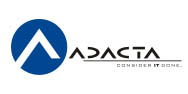 ADACTA
CONSIDER IT DONE.